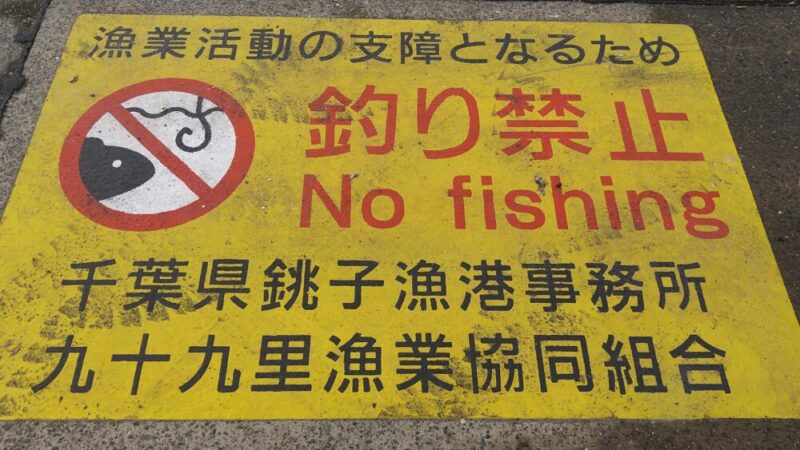 漁業活動の支障となるため
釣り禁止
No fishing
千葉県銚子漁港事務所
九十九里漁業協同組合